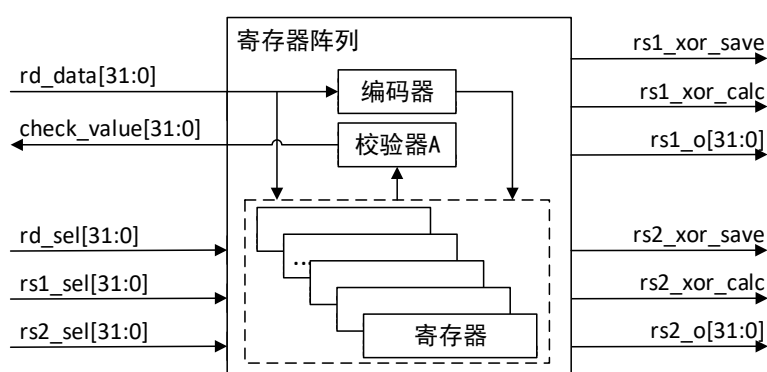 寄存器阵列
rd_data[31:0]
编码器
check_value[31:0]
校验器A
rd_sel[31:0]
rs1_sel[31:0]
rs2_sel[31:0]
...
寄存器
rs1_xor_save
rs1_xor_calc
rs1_o[31:0]
rs2_xor_save
rs2_xor_calc
rs2_o[31:0]